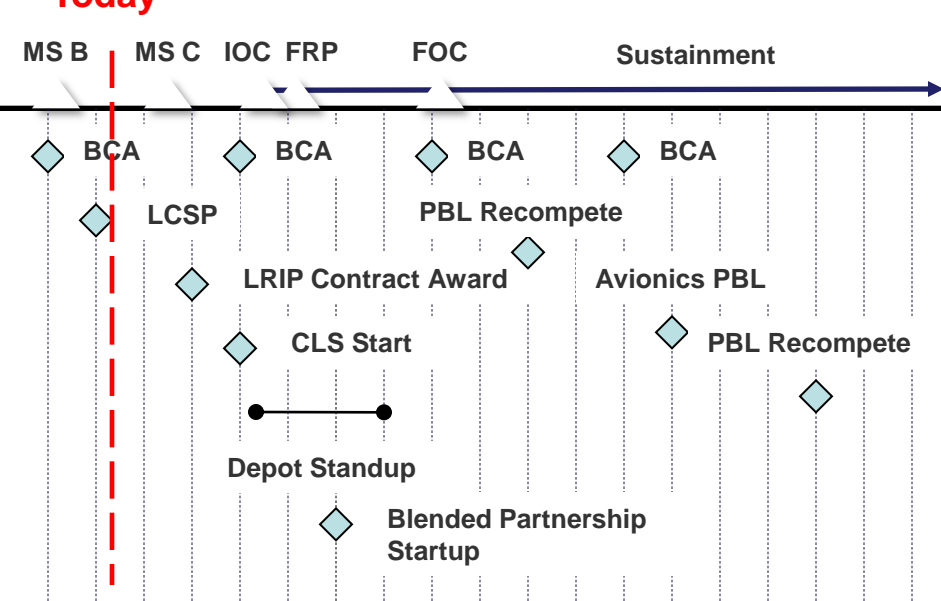 Today
MS B MS C IOC FRP FOC Sustainment
BCA BCA BCA BCA
LCSP PBL Recompete
LRIP Contract Award Avionics PBL
CLS Start PBL Recompete
Depot Standup
Blended Partnership
Startup